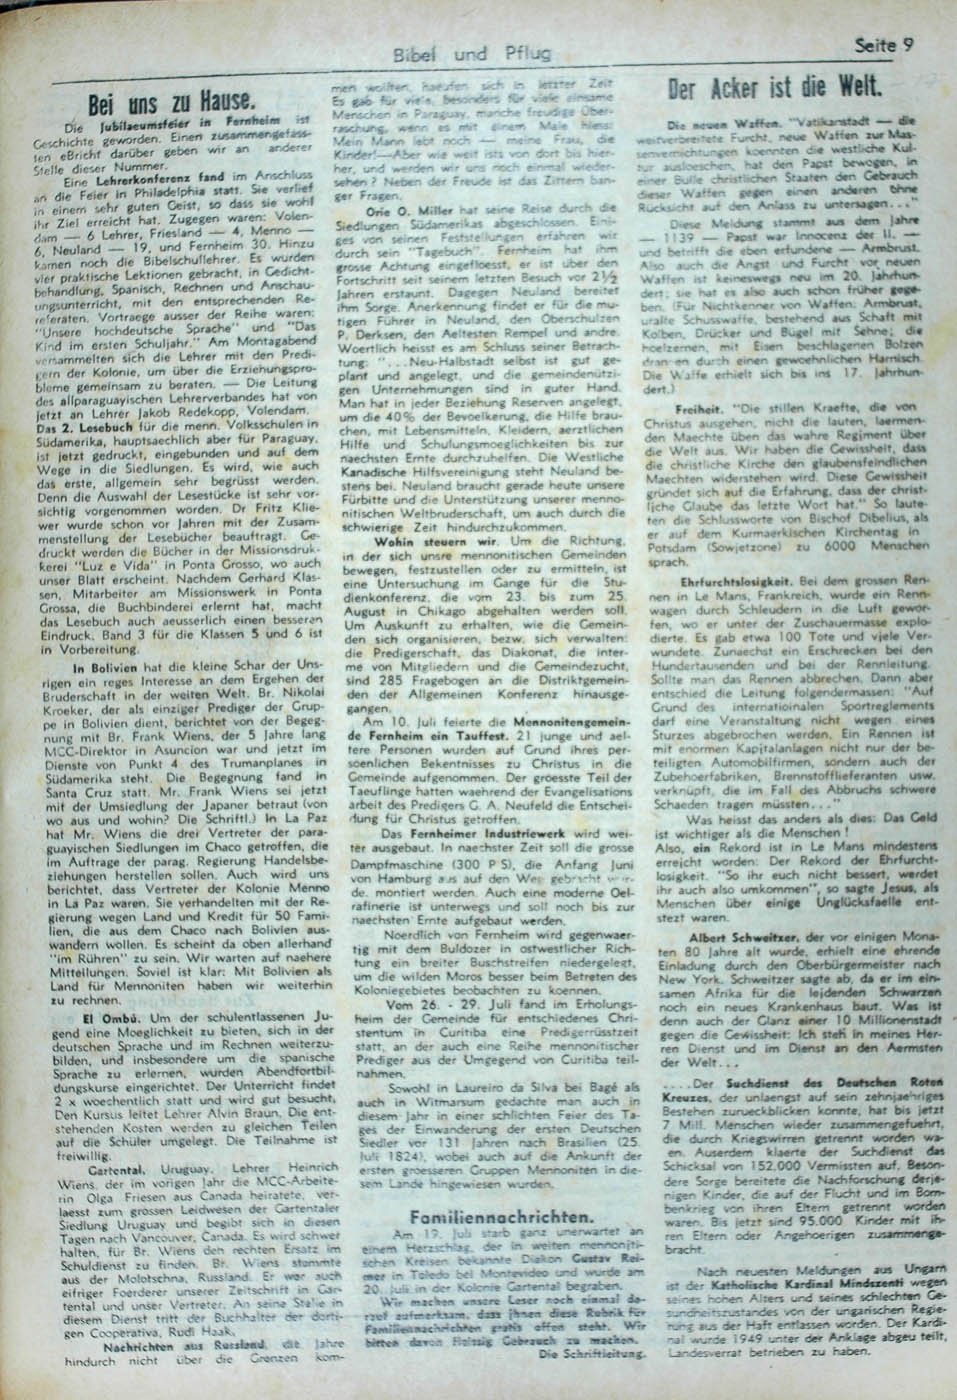 Bibel und Pflug
Seite 9
Bei uns zu Hause.
Die Jubilaeumsfeier in Fernheim ist
Geschichte geworden. Einen zusammengefass-
ten eBricht darüber geben wir an anderer
Stelle dieser Nummer.
Eine Lehrerkonferenz fand im Anschluss
an die Feier in Philadelphia statt. Sie verlief
in einem sehr guten Geist, so dass sie wohl
ihr Ziel erreicht hat. Zugegen waren: Volen-
dam — 6 Lehrer, Friesland — 4, Menno —
6, Neuland — 19, und Fernheim 30. Hinzu
kamen noch die Bibelschullehrer. Es wurden
vier praktische Lektionen gebracht, in Gedicht-
behandlung, Spanisch, Rechnen und Anschau-
ungsunterricht, mit den entsprechenden Re-
referaten. Vortraege ausser der Reihe waren:
"Unsere hochdeutsche Sprache" und "Das
Kind im ersten Schuljahr." Am Montagabend
versammelten sich die Lehrer mit den Predi-
gern der Kolonie, um über die Erziehungspro-
bleme gemeinsam zu beraten. — Die Leitung
des allparaguayischen Lehrerverbandes hat von
jetzt an Lehrer Jakob Redekopp, Volendam.
Das 2. Lesebuch für die menn. Volksschulen in
Südamerika, hauptsaechlich aber für Paraguay,
ist jetzt gedruckt, eingebunden und auf dem
Wege in die Siedlungen. Es wird, wie auch
das erste, allgemein sehr begrüsst werden.
Denn die Auswahl der Lesestücke ist sehr vor-
sichtig vorgenommen worden. Dr Fritz Klie-
wer wurde schon vor Jahren mit der Zusam-
menstellung der Lesebücher beauftragt. Ge-
druckt werden die Bücher in der Missionsdruk-
kerei "Luz e Vida" in Ponta Grosso, wo auch
unser Blatt erscheint. Nachdem Gerhard Klas-
sen, Mitarbeiter am Missionswerk in Ponta
Grossa, die Buchbinderei erlernt hat, macht
das Lesebuch auch aeusserlich einen besseren
Eindruck. Band 3 für die Klassen 5 und 6 ist
in Vorbereitung.
In Bolivien hat die kleine Schar der Uns-
rigen ein reges Interesse an dem Ergehen der
Bruderschaft in der weiten Welt. Br. Nikolai
Kroeker, der als einziger Prediger der Grup-
pe in Bolivien dient, berichtet von der Begeg-
nung mit Br. Frank Wiens, der 5 Jahre lang
MCC-Direktor in Asuncion war und jetzt im
Dienste von Punkt 4 des Trumanplanes in
Südamerika steht. Die Begegnung fand in
Santa Cruz statt. Mr. Frank Wiens sei jetzt
mit der Umsiedlung der Japaner betraut (von
wo aus und wohin? Die Schriftl.) In La Paz
hat Mr. Wiens die drei Vertreter der para-
guayischen Siedlungen im Chaco getroffen, die
im Auftrage der parag. Regierung Handelsbe-
ziehungen herstellen sollen. Auch wird uns
berichtet, dass Vertreter der Kolonie Menno
in La Paz waren. Sie verhandelten mit der Re-
gierung wegen Land und Kredit für 50 Fami-
lien, die aus dem Chaco nach Bolivien aus-
wandern wollen. Es scheint da oben allerhand
"im Rühren" zu sein. Wir warten auf naehere
Mitteilungen. Soviel ist klar: Mit Bolivien als
Land für Mennoniten haben wir weiterhin
zu rechnen.
El Ombú. Um der schulentlassenen Ju-
gend eine Moeglichkeit zu bieten, sich in der
deutschen Sprache und im Rechnen weiterzu-
bilden, und insbesondere um die spanische
Sprache zu erlernen, wurden Abendfortbil-
dungskurse eingerichtet. Der Unterricht findet
2 x woechentlich statt und wird gut besucht,
Den Kursus leitet Lehrer Alvin Braun. Die ent-
stehenden Kosten werden zu gleichen Teilen
auf die Schüler umgelegt. Die Teilnahme ist
freiwillig.
Gartental, Uruguay. Lehrer Heinrich
Wiens, der im vorigen Jahr die MCC-Arbeite-
rin Olga Friesen aus Canada heiratete, ver-
laesst zum grossen Leidwesen der Gartentaler
Siedlung Uruguay und begibt sich in diesen
Tagen nach Vancouver, Canada. Es wird schwer
halten, für Br. Wiens den rechten Ersatz im
Schuldienst zu finden. Br. Wiens stammte
aus der Molotschna, Russland. Er war auch
eifriger Foerderer unserer Zeitschrift in Gar-
tental und unser Vertreter. An seine Stelle in
diesem Dienst tritt der Buchhalter der dorti-
gen Cooperativa, Rudi Haak.
Nachrichten aus Russland, die Jahre
hindurch nicht über die Grenzen kom-
men wollten, haeufen sich in letzter Zeit
Es gab für viele, besonders für viele einsame
Menschen in Paraguay, manche freudige Über-
raschung, wenn es mit einem Male hiess:
Mein Mann lebt noch — meine Frau, die
Kinder!—Aber wie weit ists von dort bis hier-
her, und werden wir uns noch einmal wieder-
sehen? Neben der Freude ist das Zittern ban-
ger Fragen.
Orie O. Miller hat seine Reise durch die
Siedlungen Südamerikas abgeschlossen. Eini-
ges von seinen Feststellungen erfahren wir
durch sein "Tagebuch". Fernheim hat ihm
grosse Achtung eingefloesst, er ist über den
Fortschritt seit seinem letzten Besuch vor 2½
Jahren erstaunt. Dagegen Neuland bereitet
ihm Sorge. Anerkennung findet er für die mu-
tigen Führer in Neuland, den Oberschulzen
P. Derksen, den Aeltesten Rempel und andre.
Woertlich heisst es am Schluss seiner Betrach-
tung: "...Neu-Halbstadt selbst ist gut ge-
plant und angelegt, und die gemeindenutzi-
gen Unternehmungen sind in guter Hand.
Man hat in jeder Beziehung Reserven angelegt,
um die 40% der Bevoelkerung, die Hilfe brau-
chen, mit Lebensmitteln, Kleidern, aerztlichen
Hilfe und Schulungsmoeglichkeiten bis zur
naechsten Ernte durchzuhelfen. Die Westliche
Kanadische Hilfsvereinigung steht Neuland be-
stens bei. Neuland braucht gerade heute unsere
Fürbitte und die Unterstützung unserer menno-
nitischen Weltbruderschaft, um auch durch die
schwierige Zeit hindurchzukommen.
Wohin steuern wir. Um die Richtung,
in der sich unsre mennonitischen Gemeinden
bewegen, festzustellen oder zu ermitteln, ist
eine Untersuchung im Gange für die Stu-
dienkonferenz, die vom 23. bis zum 25.
August in Chikago abgehalten werden soll.
Um Auskunft zu erhalten, wie die Gemein-
den sich organisieren, bezw. sich verwalten:
die Predigerschaft, das Diakonat, die inter-
me von Mitgliedern und die Gemeindezucht,
sind 285 Fragebogen an die Distriktgemein-
den der Allgemeinen Konferenz hinausge-
gangen.
Am 10. Juli feierte die Mennonitengemein-
de Fernheim ein Tauffest. 21 junge und ael-
tere Personen wurden auf Grund ihres per-
soenlichen Bekenntnisses zu Christus in die
Gemeinde aufgenommen. Der groesste Teil der
Taeuflinge hatten waehrend der Evangelisations
arbeit des Predigers G. A. Neufeld die Entschei-
dung für Christus getroffen.
Das Fernheimer Industriewerk wird wei-
ter ausgebaut. In naechster Zeit soll die grosse
Dampfmaschine (300 P S), die Anfang Juni
von Hamburg aus auf den Weg gebracht wur-
de, montiert werden. Auch eine moderne Oel-
rafinerie ist unterwegs und soll noch bis zur
naechsten Ernte aufgebaut werden.
Noerdlich von Fernheim wird gegenwaer-
tig mit dem Buldozer in ostwestlicher Rich-
tung ein breiter Buschstreifen niedergelegt,
um die wilden Moros besser beim Betreten des
Koloniegebietes beobachten zu koennen.
Vom 26. - 29. Juli fand im Erholungs-
heim der Gemeinde für entschiedenes Chri-
stentum in Curitiba eine Predigerrüstzeit
statt, an der auch eine Reihe mennonitischer
Prediger aus der Umgegend von Curitiba teil-
nahmen.
Sowohl in Laureiro da Silva bei Bagé als
auch in Witmarsum gedachte man auch in
diesem Jahr in einer schlichten Feier des Ta-
ges der Einwanderung der ersten Deutschen
Siedler vor 131 Jahren nach Brasilien (25.
Juli 1824), wobei auch auf die Ankunft der
ersten groesseren Gruppen Mennoniten in die-
sem Lande hingewiesen wurden.
Familiennachrichten.
Am 19. Juli starb ganz unerwartet an
einem Herzschlag, der in weiten mennoniti-
schen Kreisen bekannte Diakon Gustav Rei-
mer in Toledo bei Montevideo und wurde am
20. Juli in der Kolonie Gartental begraben.
Wir machen unsere Leser noch einmal da-
rauf aufmerksam, dass ihnen diese Rubrik für
Familiennachrichten gratis offen steht. Wir
bitten davon fleissig Gebrauch zu machen.
Die Schriftleitung.
Der Acker ist die Welt.
Die neuen Waffen. "Vatikanstadt — die
weitverbreitete Furcht, neue Waffen zur Mas-
senvernichtungen koennten die westliche Kul-
tur ausloeschen, hat den Papst bewogen, in
einer Bulle christlichen Staaten den Gebrauch
dieser Waffen gegen einen anderen ohne
Rücksicht auf den Anlass zu untersagen..."
Diese Meldung stammt aus dem Jahre
— 1139 — Papst war Innocenz der II. —
und betrifft die eben erfundene — Armbrust.
Also auch die Angst und Furcht vor neuen
Waffen ist keineswegs neu im 20. Jahrhun-
dert; sie hat es also auch schon früher gege-
ben. (Für Nichtkenner von Waffen: Armbrust,
uralte Schusswaffe, bestehend aus Schaft mit
Kolben, Drücker und Bügel mit Sehne; die
hoelzernen, mit Eisen beschlagenen Bolzen
drangen durch einen gewoehnlichen Harnisch.
Die Waffe erhielt sich bis ins 17. Jahrhun-
dert.)
Freiheit. "Die stillen Kraefte, die von
Christus ausgehen, nicht die lauten, laermen-
den Maechte üben das wahre Regiment über
die Welt aus. Wir haben die Gewissheit, dass
die christliche Kirche den glaubensfeindlichen
Maechten widerstehen wird. Diese Gewissheit
gründet sich auf die Erfahrung, dass der christ-
liche Glaube das letzte Wort hat." So laute-
ten die Schlussworte von Bischof Dibelius, als
er auf dem Kurmaerkischen Kirchentag in
Potsdam (Sowjetzone) zu 6000 Menschen
sprach.
Ehrfurchtslosigkeit. Bei dem grossen Ren-
nen in Le Mans, Frankreich, wurde ein Renn-
wagen durch Schleudern in die Luft gewor-
fen, wo er unter der Zuschauermasse explo-
dierte. Es gab etwa 100 Tote und viele Ver-
wundete. Zunaechst ein Erschrecken bei den
Hundertausenden und bei der Rennleitung.
Sollte man das Rennen abbrechen. Dann aber
entschied die Leitung folgendermassen: "Auf
Grund des internatioinalen Sportreglements
darf eine Veranstaltung nicht wegen eines
Sturzes abgebrochen werden. Ein Rennen ist
mit enormen Kapitalanlagen nicht nur der be-
teiligten Automobilfirmen, sondern auch der
Zubehoerfabriken, Brennstofflieferanten usw.
verknüpft, die im Fall des Abbruchs schwere
Schaeden tragen müssten..."
Was heisst das anders als dies: Das Geld
ist wichtiger als die Menschen!
Also, ein Rekord ist in Le Mans mindestens
erreicht worden: Der Rekord der Ehrfurcht-
losigkeit. "So ihr euch nicht bessert, werdet
ihr auch also umkommen", so sagte Jesus, als
Menschen über einige Unglücksfaelle ent-
stezt waren.
Albert Schweitzer, der vor einigen Mona-
ten 80 Jahre alt wurde, erhielt eine ehrende
Einladung durch den Oberbürgermeister nach
New York. Schweitzer sagte ab, da er im ein-
samen Afrika für die leidenden Schwarzen
noch ein neues Krankenhaus baut. Was ist
denn auch der Glanz einer 10 Millionenstadt
gegen die Gewissheit: Ich steh in meines Her-
ren Dienst und im Dienst an den Aermsten
der Welt...
....Der Suchdienst des Deutschen Roten
Kreuzes, der unlaengst auf sein zehnjaehriges
Bestehen zurueckblicken konnte, hat bis jetzt
7 Mill. Menschen wieder zusammengefuehrt,
die durch Kriegswirren getrennt worden wa-
en. Auserdem klaerte der Suchdienst das
Schicksal von 152.000 Vermissten auf. Beson-
dere Sorge bereitete die Nachforschung derje-
nigen Kinder, die auf der Flucht und im Bom-
benkrieg von ihren Eltern getrennt worden
waren. Bis jetzt sind 95.000 Kinder mit ih-
ren Eltern oder Angehoerigen zusammenge-
bracht.
Nach neuesten Meldungen aus Ungarn
ist der Katholische Kardinal Mindszenti wegen
seines hohen Alters und seines schlechten Ge-
sundheitszustandes von der ungarischen Regie-
rung aus der Haft entlassen worden. Der Kardi-
nal wurde 1949 unter der Anklage abgeu teilt,
Landesverrat betrieben zu haben.